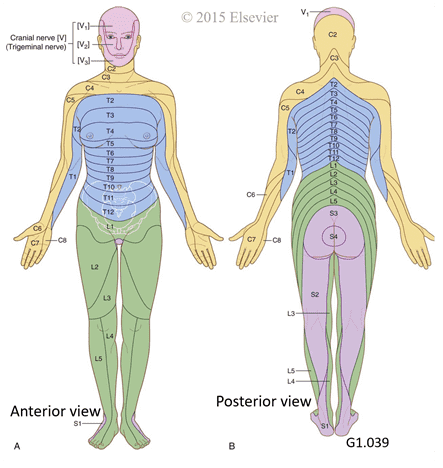 © 2015 Elsevier
Cranial nerve [V]
(Trigeminal nerve)
[V₁]
[V₂]
[V₃]
C2
C3
C4
C5
T2
T3
T2
T4
T5
T6
T7
T8
T9
T1
T10
T11
T12
L1
C6
C7
C8
L2
L3
L4
L5
S1
Anterior view
A
V₁
C2
C3
C4
C5
T2
T3
T4
T5
T6
T7
T8
T9
T10
T11
T12
T2
T1
L1
L2
L3
L4
L5
C6
C7
C8
S3
S4
S2
L3
L5
L4
S1
Posterior view
B
G1.039